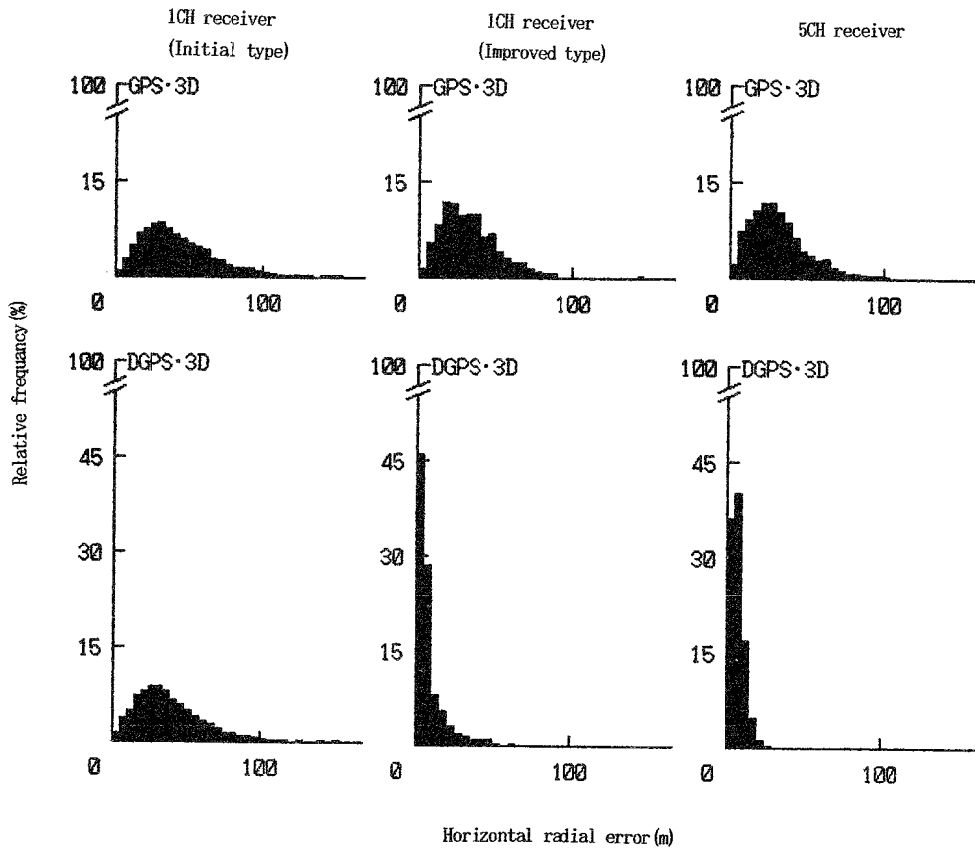 1CH receiver
(Initial type)
1CH receiver
(Improved type)
5CH receiver
100 GPS·3D
15
0 100
100 GPS·3D
15
0 100
100 GPS·3D
15
0 100
Relative frequancy(%)
100 DGPS·3D
45
30
15
0 100
100 DGPS·3D
45
30
15
0 100
100 DGPS·3D
45
30
15
0 100
Horizontal radial error(m)